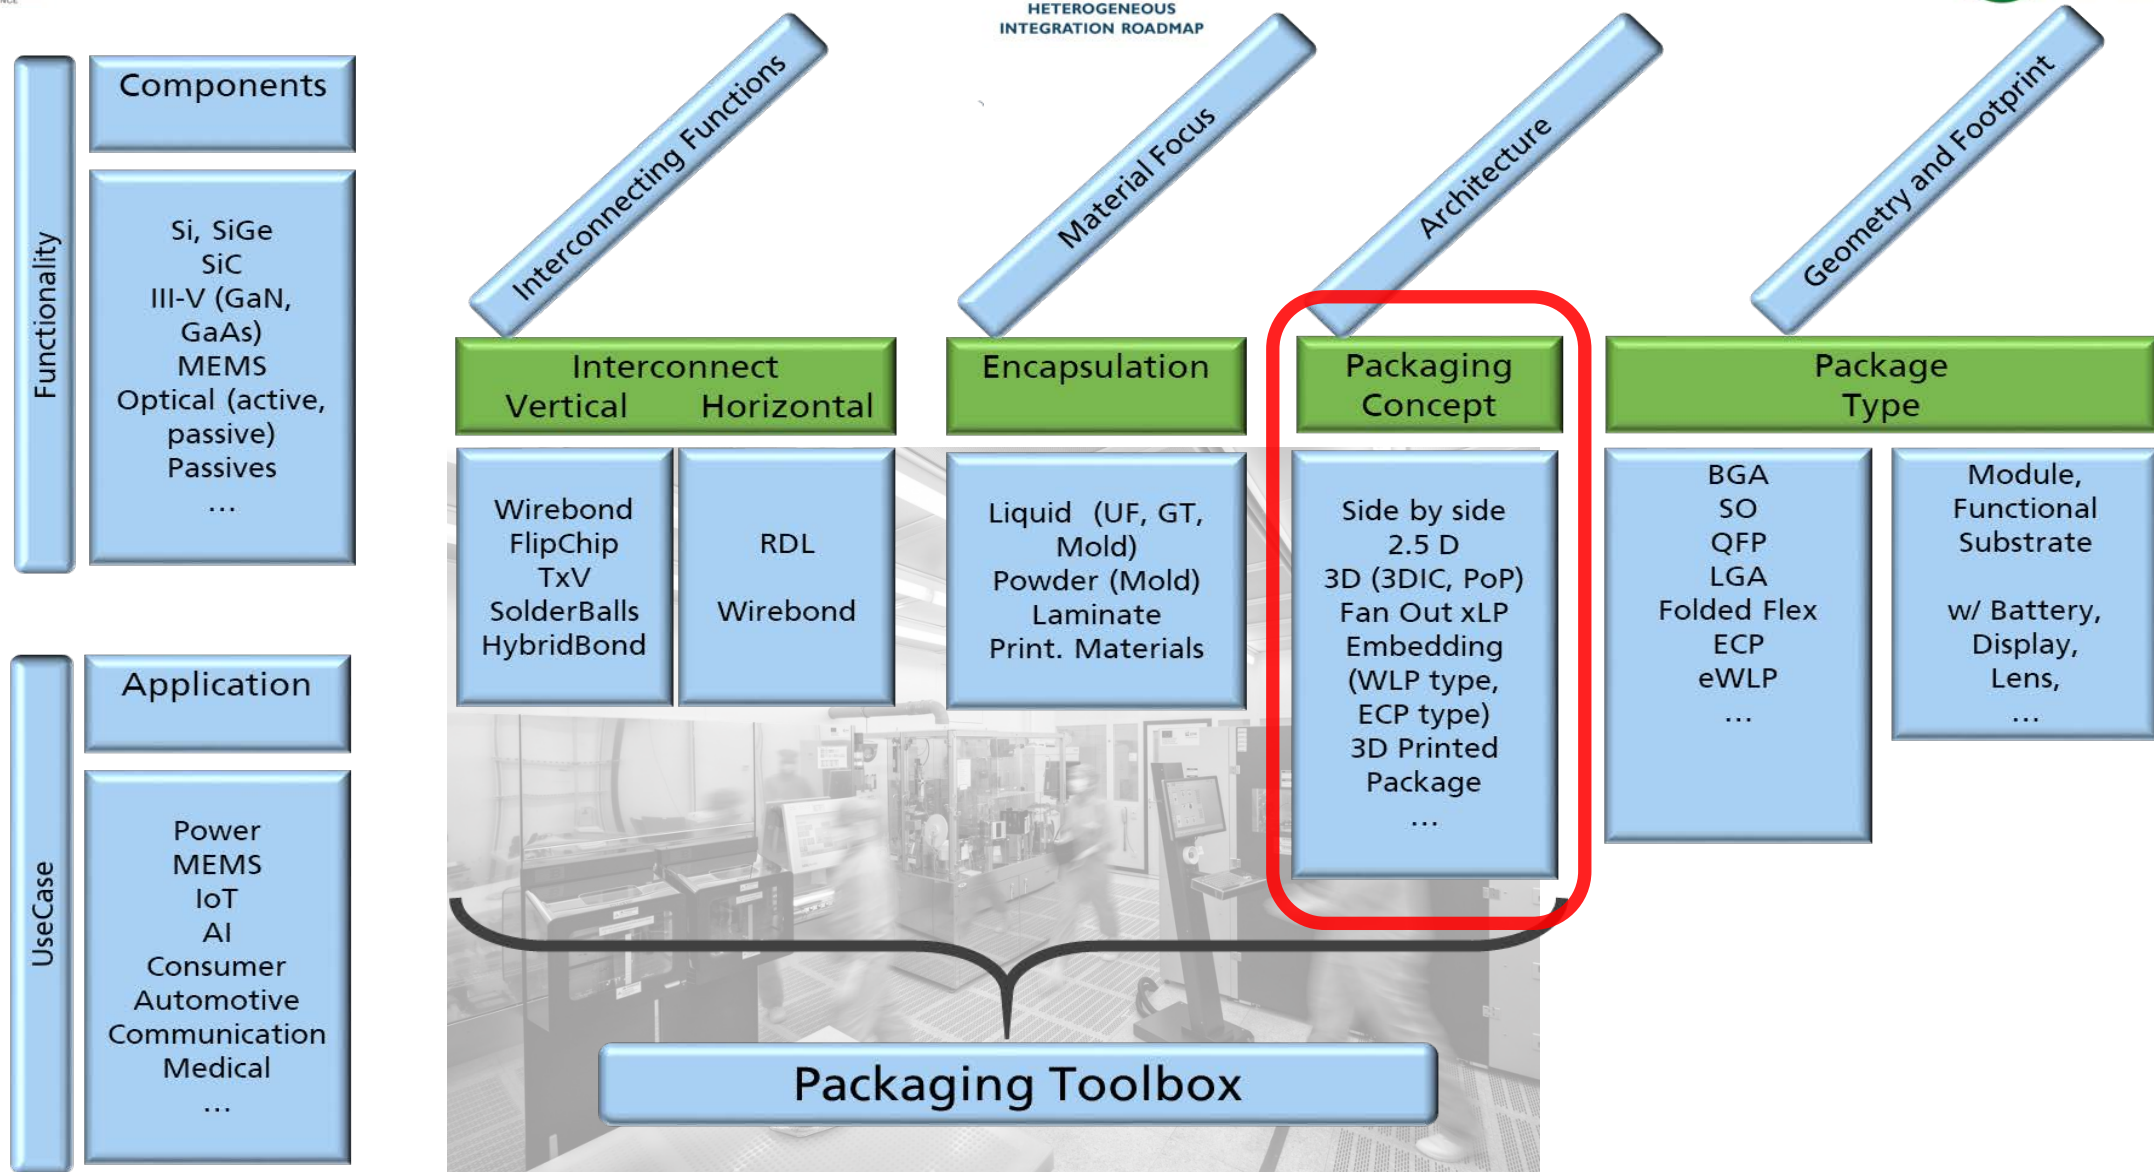 HETEROGENEOUS
INTEGRATION ROADMAP
Functionality
Components
Si, SiGe
SiC
III-V (GaN,
GaAs)
MEMS
Optical (active,
passive)
Passives
...
UseCase
Application
Power
MEMS
IoT
AI
Consumer
Automotive
Communication
Medical
...
Interconnecting Functions
Interconnect
Vertical Horizontal
Wirebond
FlipChip
TxV
SolderBalls
HybridBond
RDL
Wirebond
Material Focus
Encapsulation
Liquid (UF, GT,
Mold)
Powder (Mold)
Laminate
Print. Materials
Architecture
Packaging
Concept
Side by side
2.5 D
3D (3DIC, PoP)
Fan Out xLP
Embedding
(WLP type,
ECP type)
3D Printed
Package
...
Geometry and Footprint
Package
Type
BGA
SO
QFP
LGA
Folded Flex
ECP
eWLP
...
Module,
Functional
Substrate
w/ Battery,
Display,
Lens,
...
Packaging Toolbox